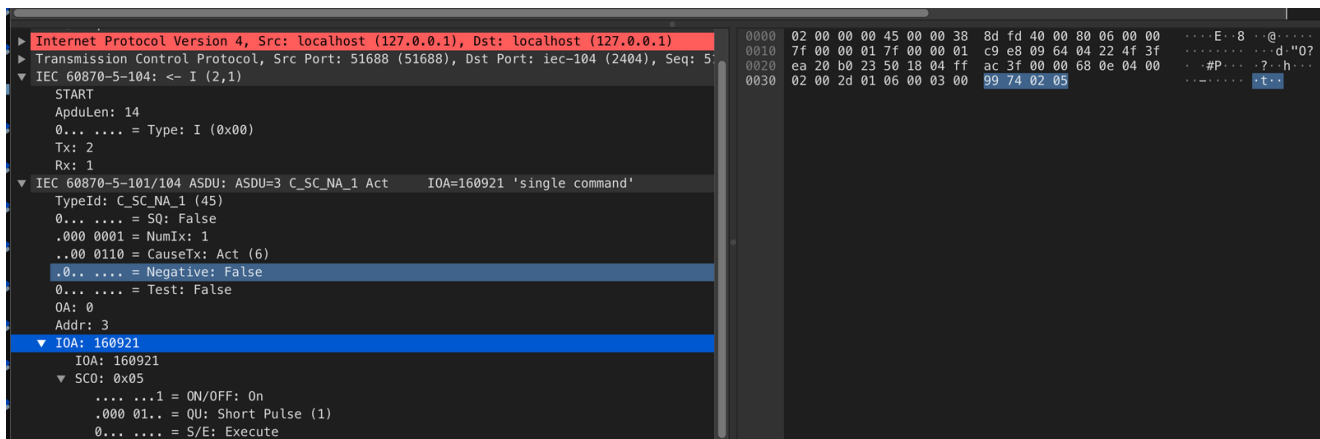 Internet Protocol Version 4, Src: localhost (127.0.0.1), Dst: localhost (127.0.0.1)
Transmission Control Protocol, Src Port: 51688 (51688), Dst Port: iec-104 (2404), Seq: 5
IEC 60870-5-104: <- I (2,1)
START
ApduLen: 14
0... .... = Type: I (0x00)
Tx: 2
Rx: 1
IEC 60870-5-101/104 ASDU: ASDU=3 C_SC_NA_1 Act IOA=160921 'single command'
TypeId: C_SC_NA_1 (45)
0... .... = SQ: False
.000 0001 = NumIx: 1
..00 0110 = CauseTx: Act (6)
.0.. .... = Negative: False
0... .... = Test: False
OA: 0
Addr: 3
IOA: 160921
IOA: 160921
SCO: 0x05
.... ...1 = ON/OFF: On
.000 01.. = QU: Short Pulse (1)
0... .... = S/E: Execute
0000 02 00 00 00 45 00 00 38 8d fd 40 00 80 06 00 00 ····E··8 ··@·····
0010 7f 00 00 01 7f 00 00 01 c9 e8 09 64 04 22 4f 3f ········ ···d·"O?
0020 ea 20 b0 23 50 18 04 ff ac 3f 00 00 68 0e 04 00 · ·#P··· ·?··h···
0030 02 00 2d 01 06 00 03 00 99 74 02 05 ··-····· ·t··